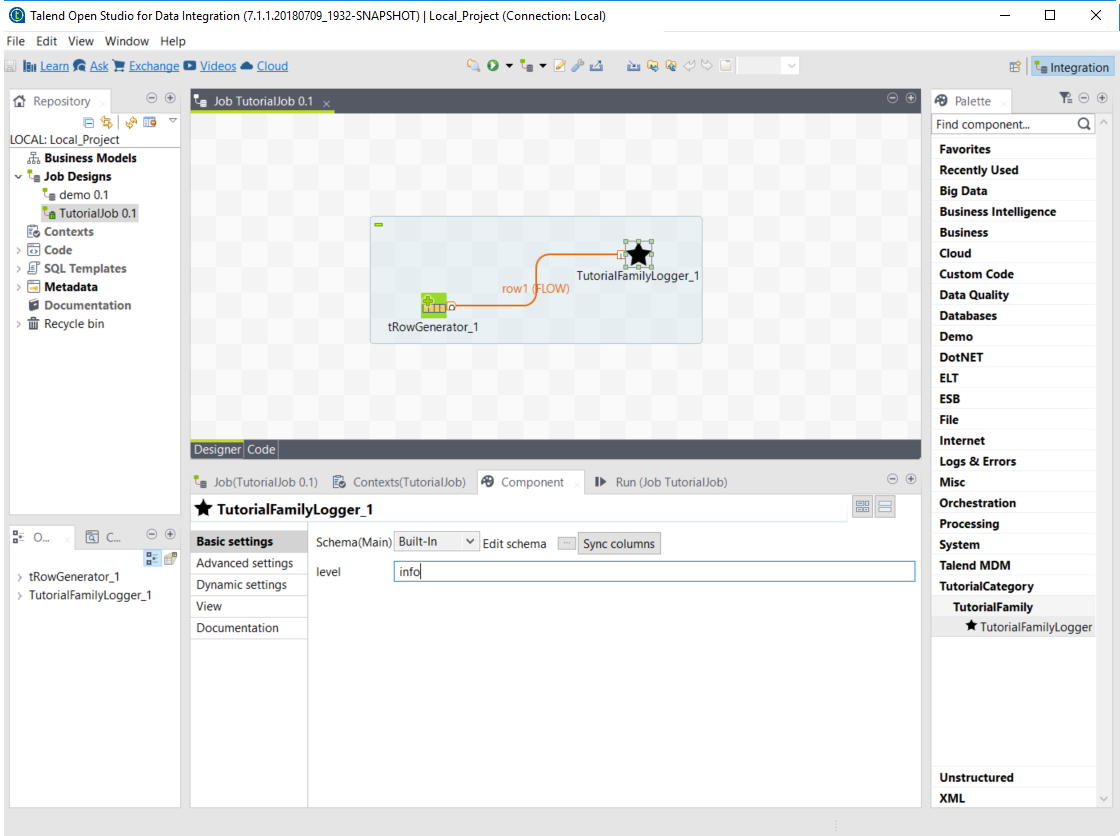 Talend Open Studio for Data Integration (7.1.1.20180709_1932-SNAPSHOT) | Local_Project (Connection: Local)
File Edit View Window Help
Learn Ask Exchange Videos Cloud
Integration
Repository
LOCAL: Local_Project
Business Models
Job Designs
demo 0.1
TutorialJob 0.1
Contexts
Code
SQL Templates
Metadata
Documentation
Recycle bin
O...
C...
tRowGenerator_1
TutorialFamilyLogger_1
Job TutorialJob 0.1
TutorialFamilyLogger_1
row1 (FLOW)
tRowGenerator_1
Designer Code
Job(TutorialJob 0.1) Contexts(TutorialJob) Component Run (Job TutorialJob)
TutorialFamilyLogger_1
Basic settings
Advanced settings
Dynamic settings
View
Documentation
Schema(Main) Built-In Edit schema ... Sync columns
level info
Palette
Find component...
Favorites
Recently Used
Big Data
Business Intelligence
Business
Cloud
Custom Code
Data Quality
Databases
Demo
DotNET
ELT
ESB
File
Internet
Logs & Errors
Misc
Orchestration
Processing
System
Talend MDM
TutorialCategory
TutorialFamily
TutorialFamilyLogger
Unstructured
XML